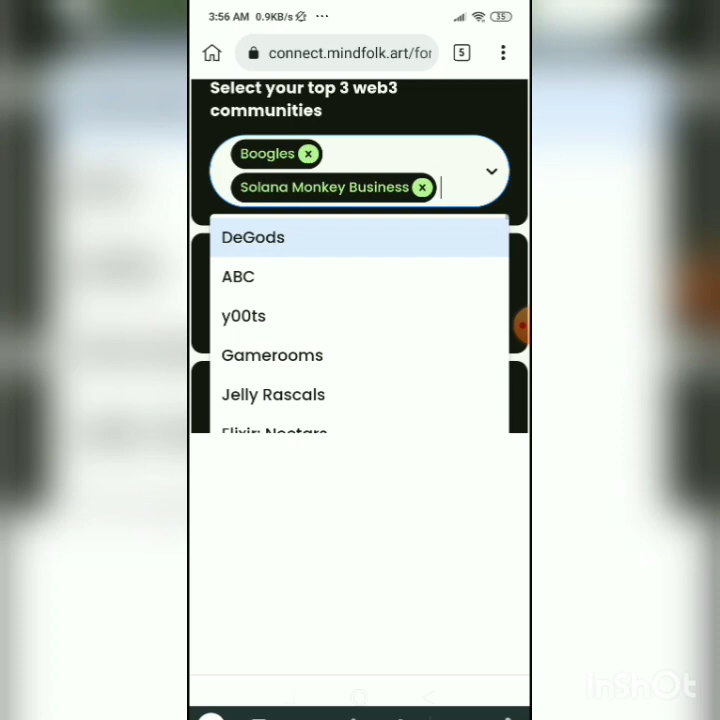 3:56 AM 0.9KB/s ... 35
connect.mindfolk.art/for 5
Select your top 3 web3
communities
Boogles ×
Solana Monkey Business ×
DeGods
ABC
y00ts
Gamerooms
Jelly Rascals
Elixir: Nectars
InShOt